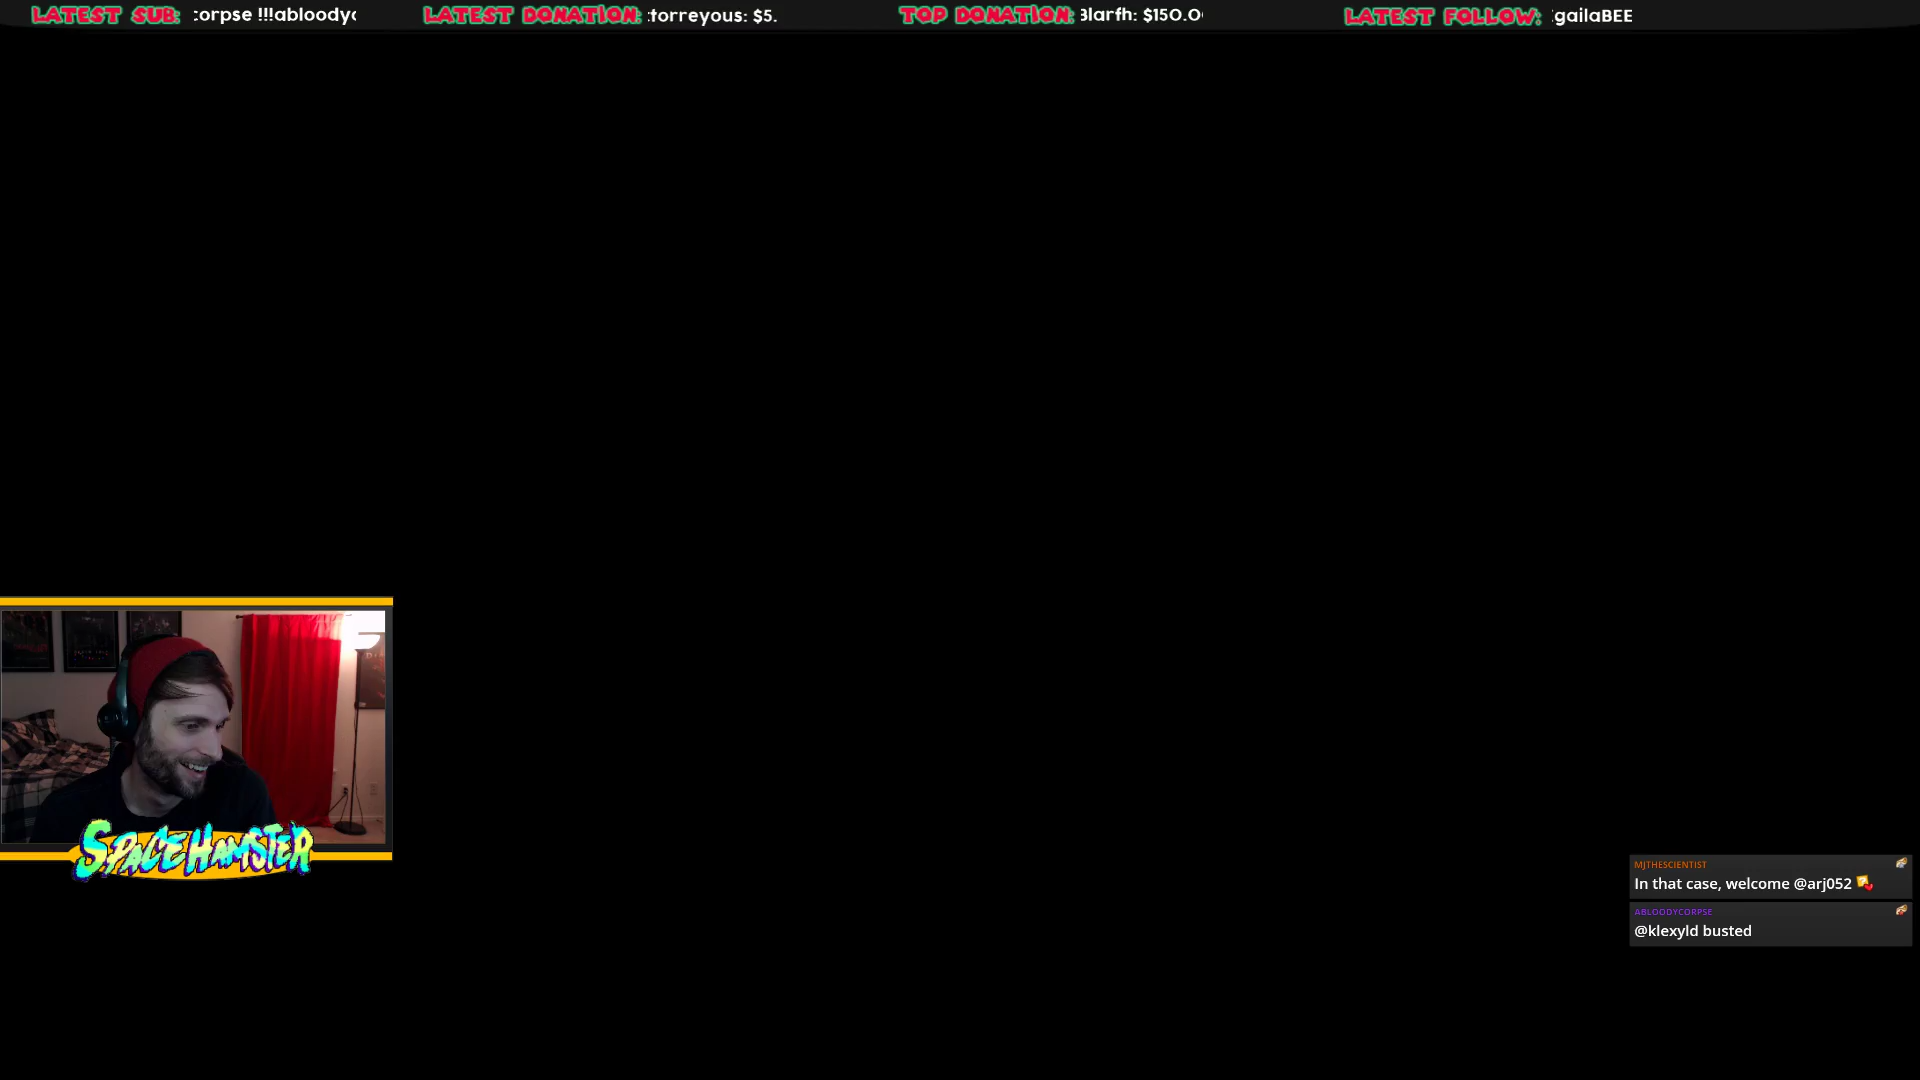 LATEST SUB: corpse !!!abloodyc
LATEST DONATION: torreyous: $5.
TOP DONATION: Blarfh: $150.0
LATEST FOLLOW: gailaBEE
SPACEHAMSTER
MJTHESCIENTIST
In that case, welcome @arj052
ABLOODYCORPSE
@klexyld busted